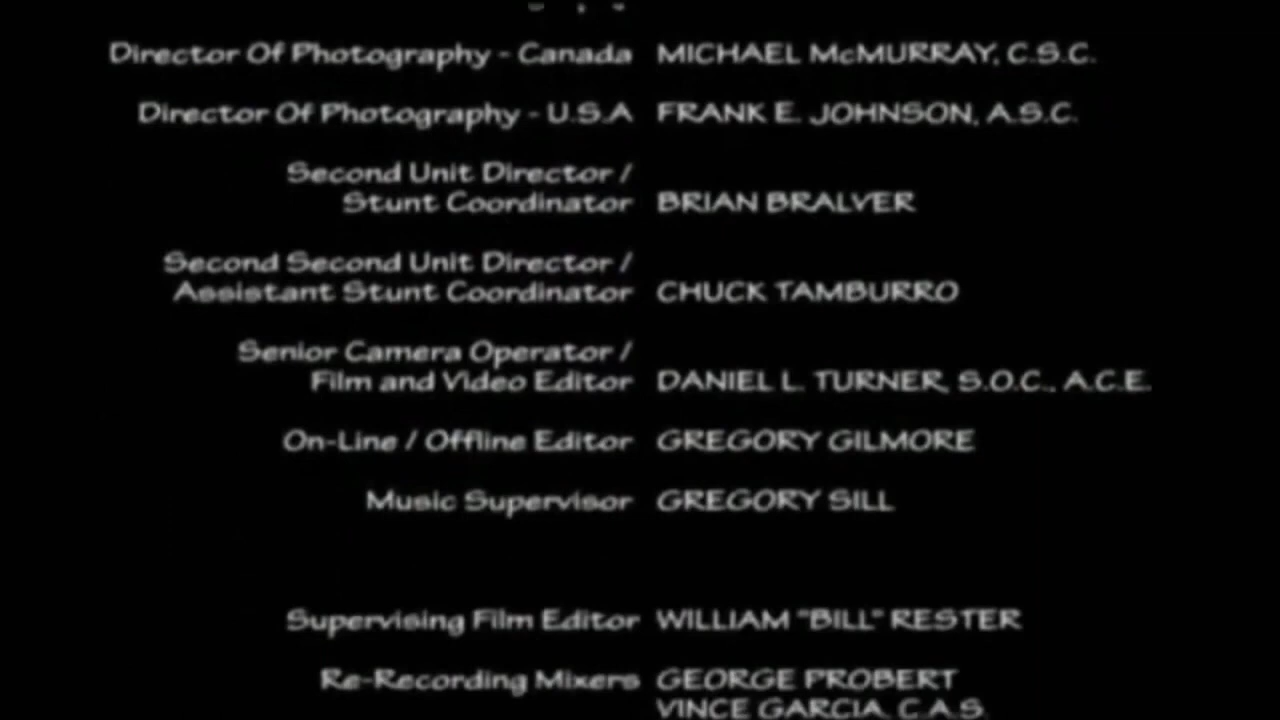 Director Of Photography - Canada MICHAEL McMURRAY, C.S.C.
Director Of Photography - U.S.A FRANK E. JOHNSON, A.S.C.
Second Unit Director /
Stunt Coordinator BRIAN BRALVER
Second Second Unit Director /
Assistant Stunt Coordinator CHUCK TAMBURRO
Senior Camera Operator /
Film and Video Editor DANIEL L. TURNER, S.O.C., A.C.E.
On-Line / Offline Editor GREGORY GILMORE
Music Supervisor GREGORY SILL
Supervising Film Editor WILLIAM "BILL" RESTER
Re-Recording Mixers GEORGE PROBERT
VINCE GARCIA, C.A.S.